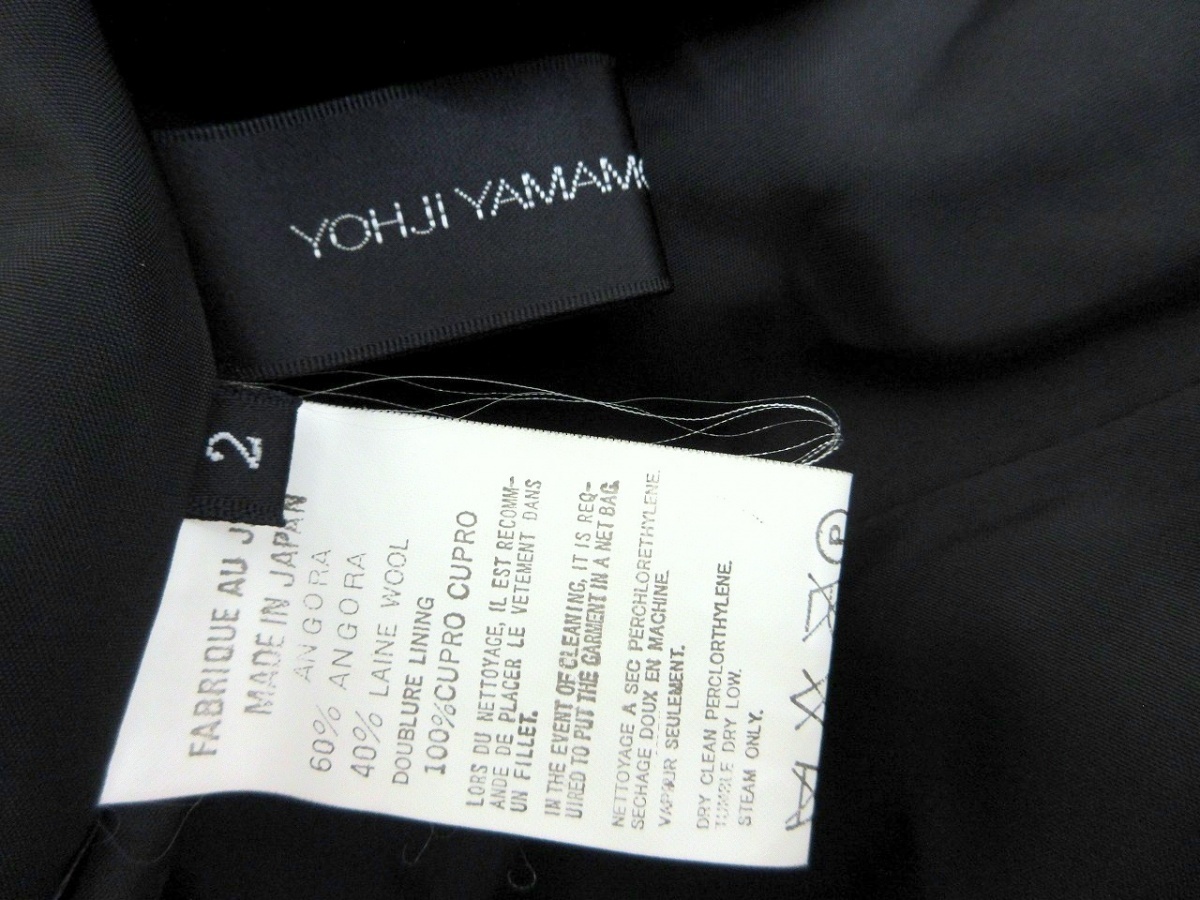 YOHJI YAMAMO
2
FABRIQUE AU J
MADE IN JAPAN
ANGORA
60% ANGORA
40% LAINE WOOL
DOUBLURE LINING
100%CUPRO CUPRO
LORS DU NETTOYAGE, IL EST RECOMM-
ANDE DE PLACER LE VETEMENT DANS
UN FILLET.
IN THE EVENT OF CLEANING, IT IS REQ-
UIRED TO PUT THE GARMENT IN A NET BAG.
NETTOYAGE A SEC PERCHLORETHYLENE.
SECHAGE DOUX EN MACHINE.
VAPEUR SEULEMENT.
DRY CLEAN PERCLORTHYLENE.
TUMBLE DRY LOW.
STEAM ONLY.
P